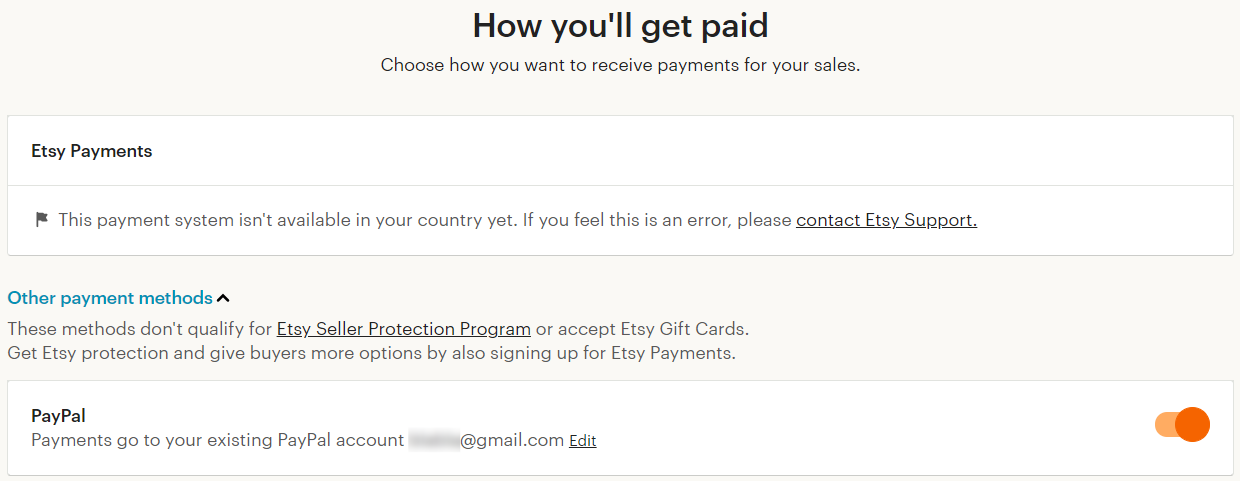 How you'll get paid
Choose how you want to receive payments for your sales.
Etsy Payments
This payment system isn't available in your country yet. If you feel this is an error, please contact Etsy Support.
Other payment methods
These methods don't qualify for Etsy Seller Protection Program or accept Etsy Gift Cards.
Get Etsy protection and give buyers more options by also signing up for Etsy Payments.
PayPal
Payments go to your existing PayPal account @gmail.com Edit